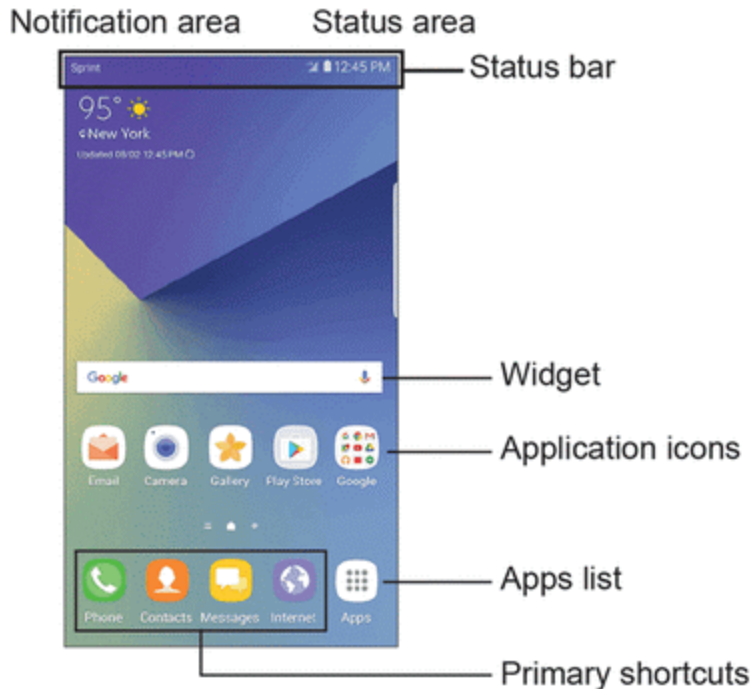 Notification area Status area
Sprint 12:45 PM
Status bar
95°
New York
Updated 08/02 12:45 PM
Google
Widget
Email Camera Gallery Play Store Google
Application icons
Phone Contacts Messages Internet Apps
Apps list
Primary shortcuts